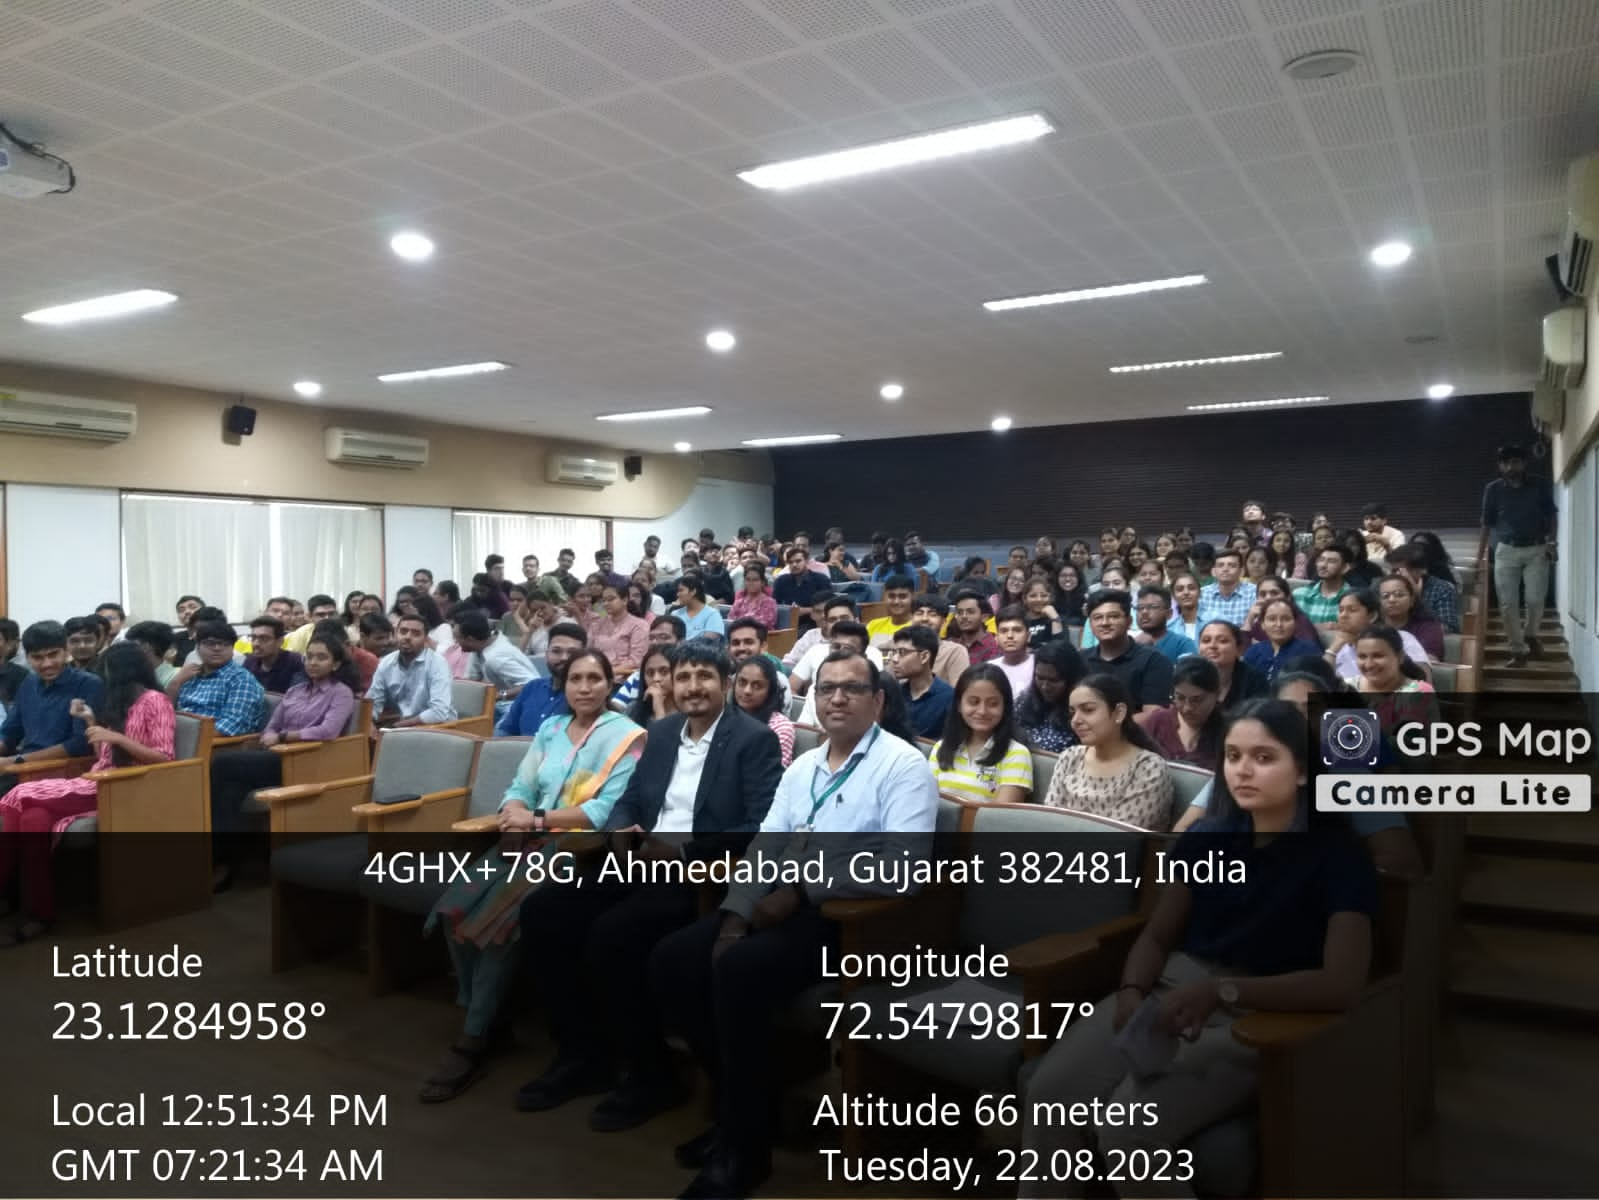 GPS Map
Camera Lite
4GHX+78G, Ahmedabad, Gujarat 382481, India
Latitude
23.1284958°
Longitude
72.5479817°
Local 12:51:34 PM
GMT 07:21:34 AM
Altitude 66 meters
Tuesday, 22.08.2023